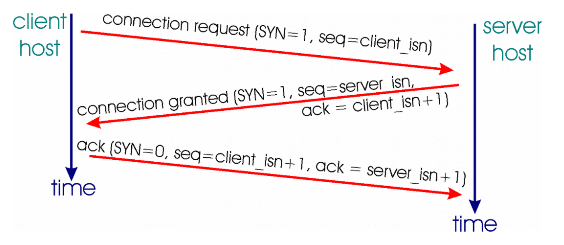 client
host
connection request (SYN=1, seq=client_isn)
server
host
connection granted (SYN=1, seq=server_isn,
ack = client_isn+1)
ack (SYN=0, seq=client_isn+1, ack = server_isn+1)
time
time